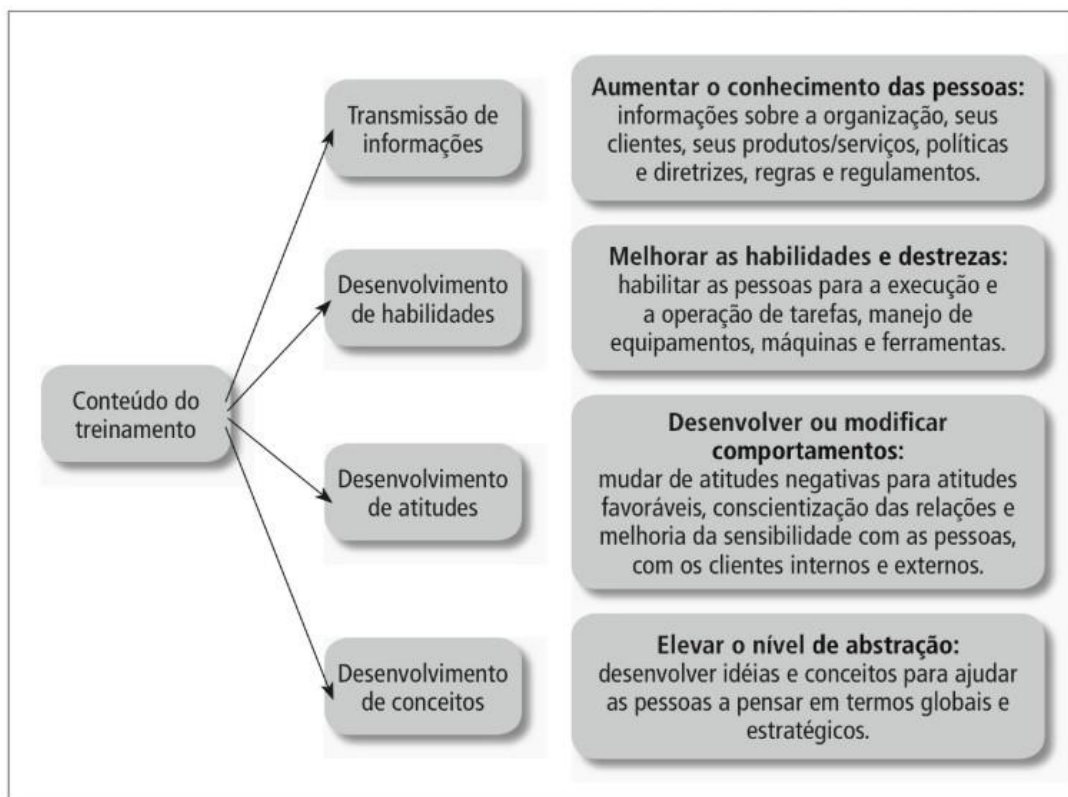 Transmissão de
informações
Aumentar o conhecimento das pessoas:
informações sobre a organização, seus
clientes, seus produtos/serviços, políticas
e diretrizes, regras e regulamentos.
Desenvolvimento
de habilidades
Melhorar as habilidades e destrezas:
habilitar as pessoas para a execução e
a operação de tarefas, manejo de
equipamentos, máquinas e ferramentas.
Conteúdo do
treinamento
Desenvolvimento
de atitudes
Desenvolver ou modificar
comportamentos:
mudar de atitudes negativas para atitudes
favoráveis, conscientização das relações e
melhoria da sensibilidade com as pessoas,
com os clientes internos e externos.
Desenvolvimento
de conceitos
Elevar o nível de abstração:
desenvolver idéias e conceitos para ajudar
as pessoas a pensar em termos globais e
estratégicos.